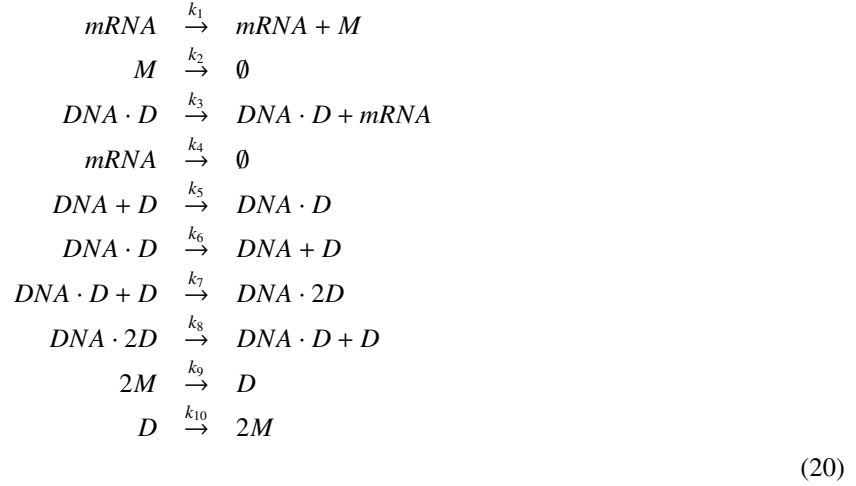 mRNA →k₁ mRNA + M
M →k₂ ∅
DNA · D →k₃ DNA · D + mRNA
mRNA →k₄ ∅
DNA + D →k₅ DNA · D
DNA · D →k₆ DNA + D
DNA · D + D →k₇ DNA · 2D
DNA · 2D →k₈ DNA · D + D
2M →k₉ D
D →k₁₀ 2M
(20)